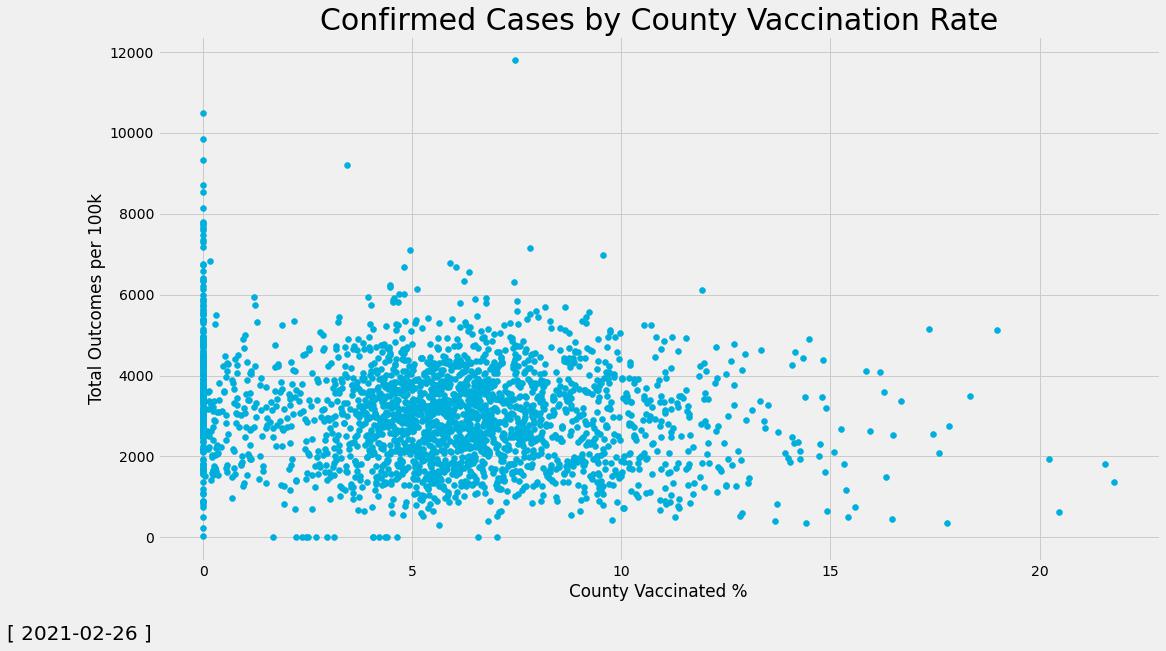 Confirmed Cases by County Vaccination Rate
12000
10000
8000
6000
4000
2000
0
Total Outcomes per 100k
0 5 10 15 20
County Vaccinated %
[ 2021-02-26 ]